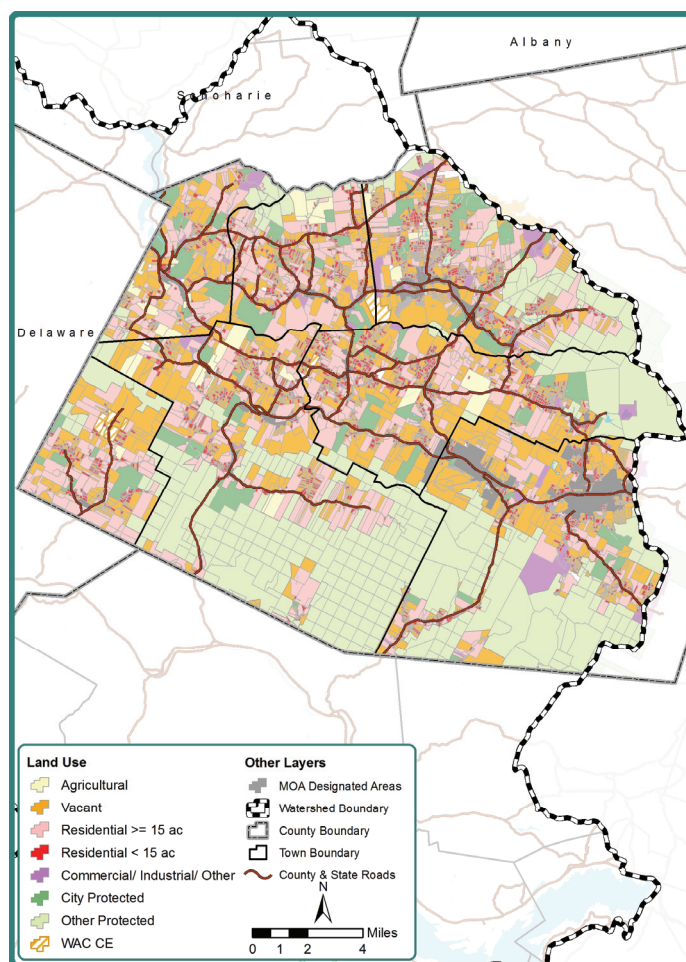 Albany
Schoharie
Delaware
Land Use
Agricultural
Vacant
Residential >= 15 ac
Residential < 15 ac
Commercial/ Industrial/ Other
City Protected
Other Protected
WAC CE
Other Layers
MOA Designated Areas
Watershed Boundary
County Boundary
Town Boundary
County & State Roads
N
Miles
0 1 2 4